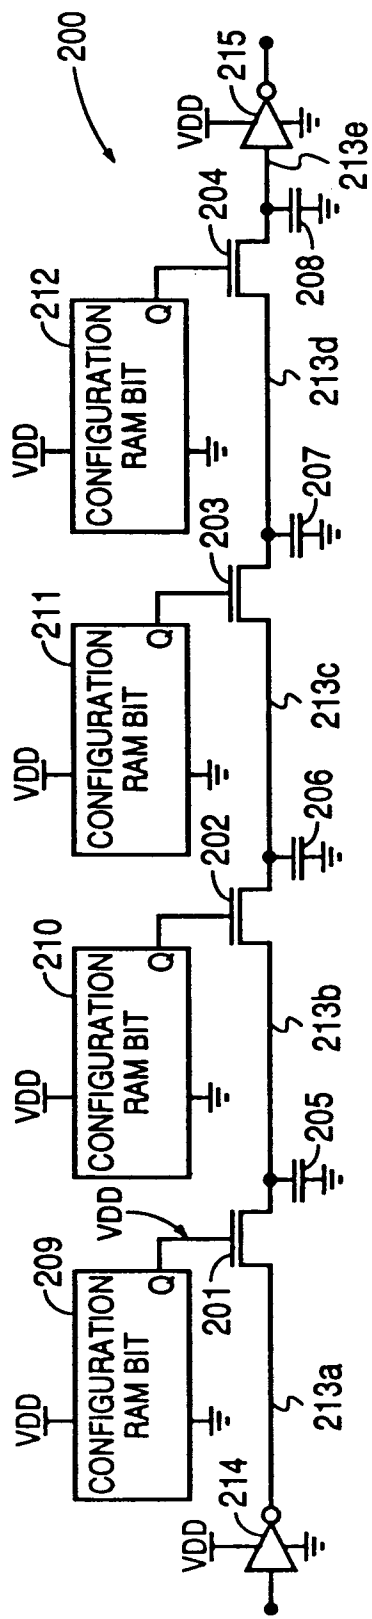 200
209
210
211
212
VDD
VDD
VDD
VDD
CONFIGURATION
RAM BIT
Q
CONFIGURATION
RAM BIT
Q
CONFIGURATION
RAM BIT
Q
CONFIGURATION
RAM BIT
Q
VDD
214
VDD
201
202
203
204
215
VDD
213a
205
213b
206
213c
207
213d
208
213e